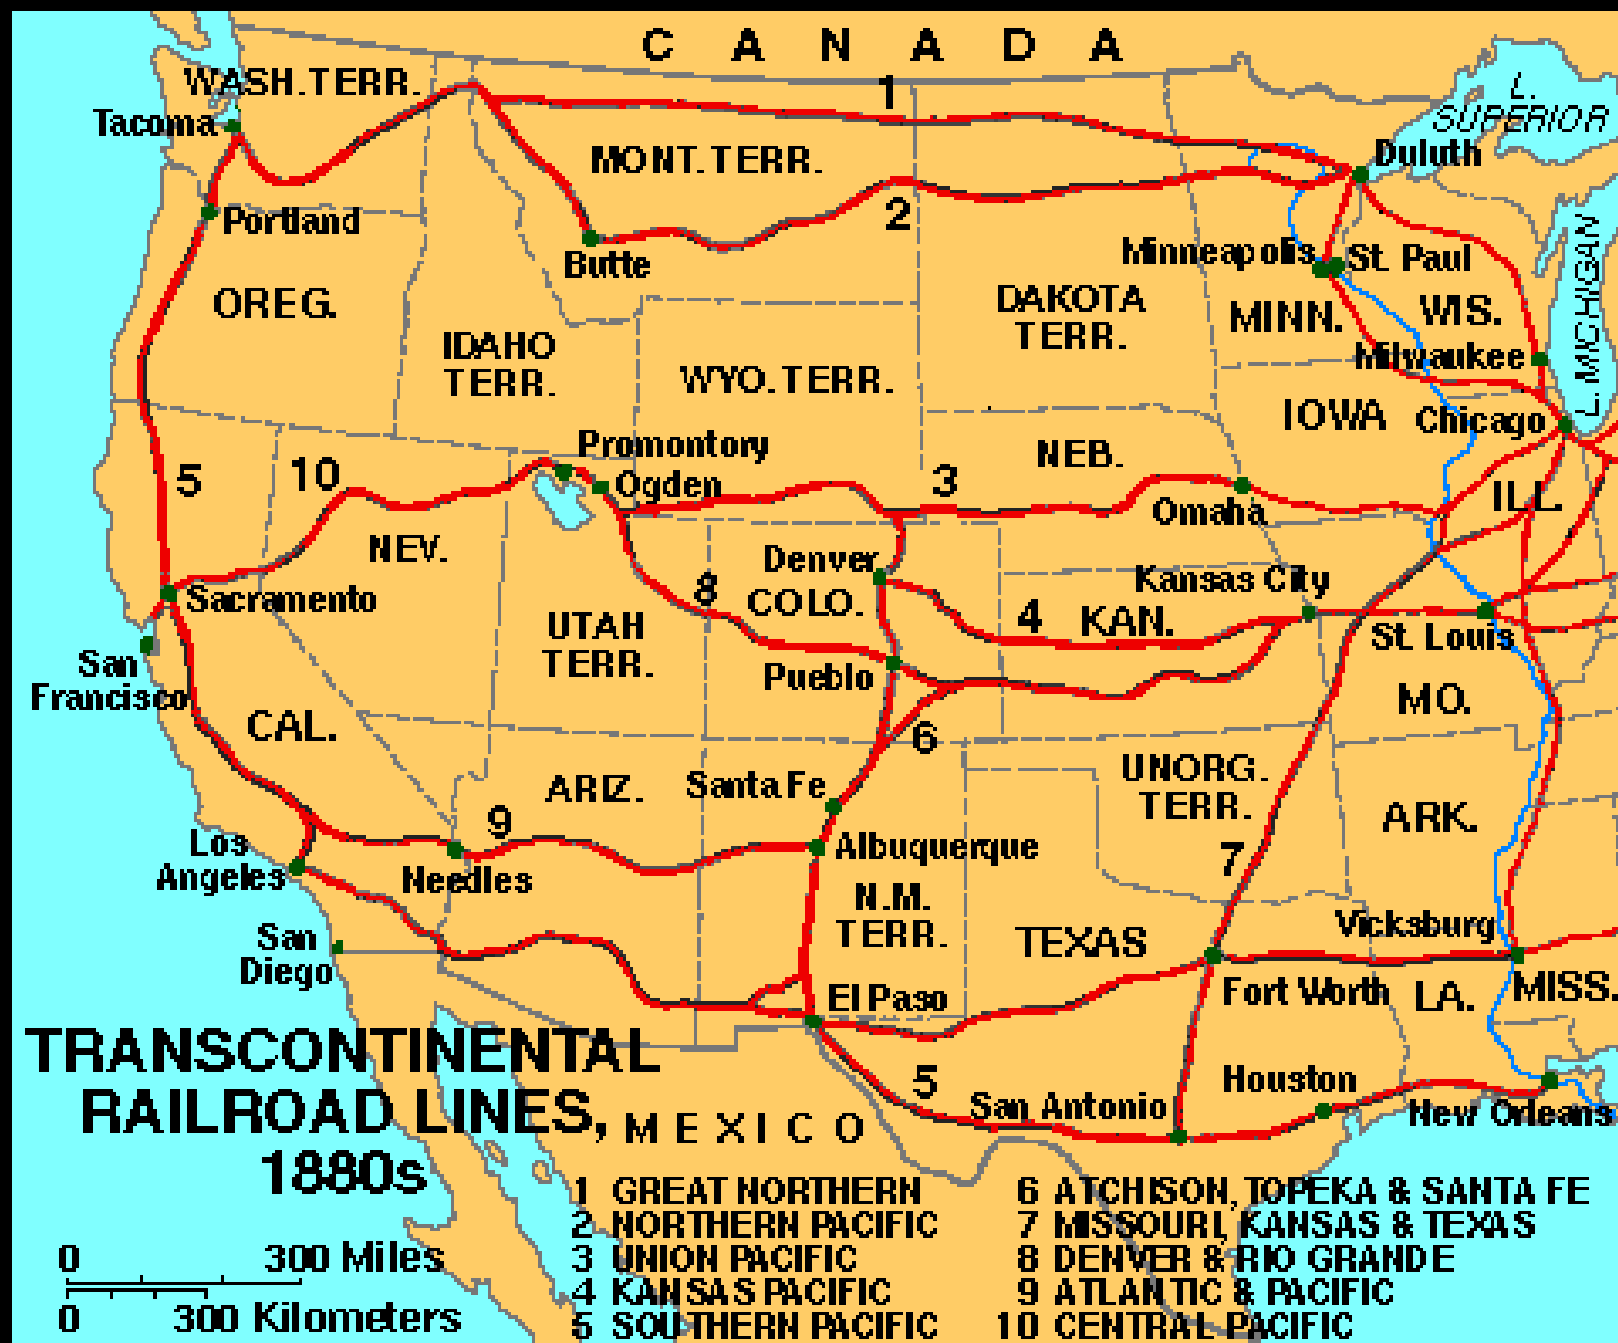 C A N A D A
WASH. TERR.
1
L.
SUPERIOR
Tacoma
Duluth
MONT. TERR.
2
Portland
Butte
Minneapolis
St. Paul
L. MICHIGAN
OREG.
DAKOTA
TERR.
MINN.
WIS.
IDAHO
TERR.
WYO. TERR.
Milwaukee
IOWA
Chicago
Promontory
NEB.
5
10
Ogden
3
Omaha
ILL.
NEV.
Denver
Kansas City
Sacramento
8
COLO.
4
KAN.
UTAH
TERR.
St. Louis
San
Francisco
Pueblo
MO.
CAL.
6
UNORG.
TERR.
ARIZ.
Santa Fe
ARK.
9
Los
Angeles
Albuquerque
7
Needles
N.M.
TERR.
Vicksburg
San
Diego
TEXAS
El Paso
Fort Worth
LA.
MISS.
TRANSCONTINENTAL
RAILROAD LINES,
1880s
5
Houston
San Antonio
New Orleans
M E X I C O
1 GREAT NORTHERN
2 NORTHERN PACIFIC
3 UNION PACIFIC
4 KANSAS PACIFIC
5 SOUTHERN PACIFIC
6 ATCHISON, TOPEKA & SANTA FE
7 MISSOURI, KANSAS & TEXAS
8 DENVER & RIO GRANDE
9 ATLANTIC & PACIFIC
10 CENTRAL PACIFIC
0 300 Miles
0 300 Kilometers